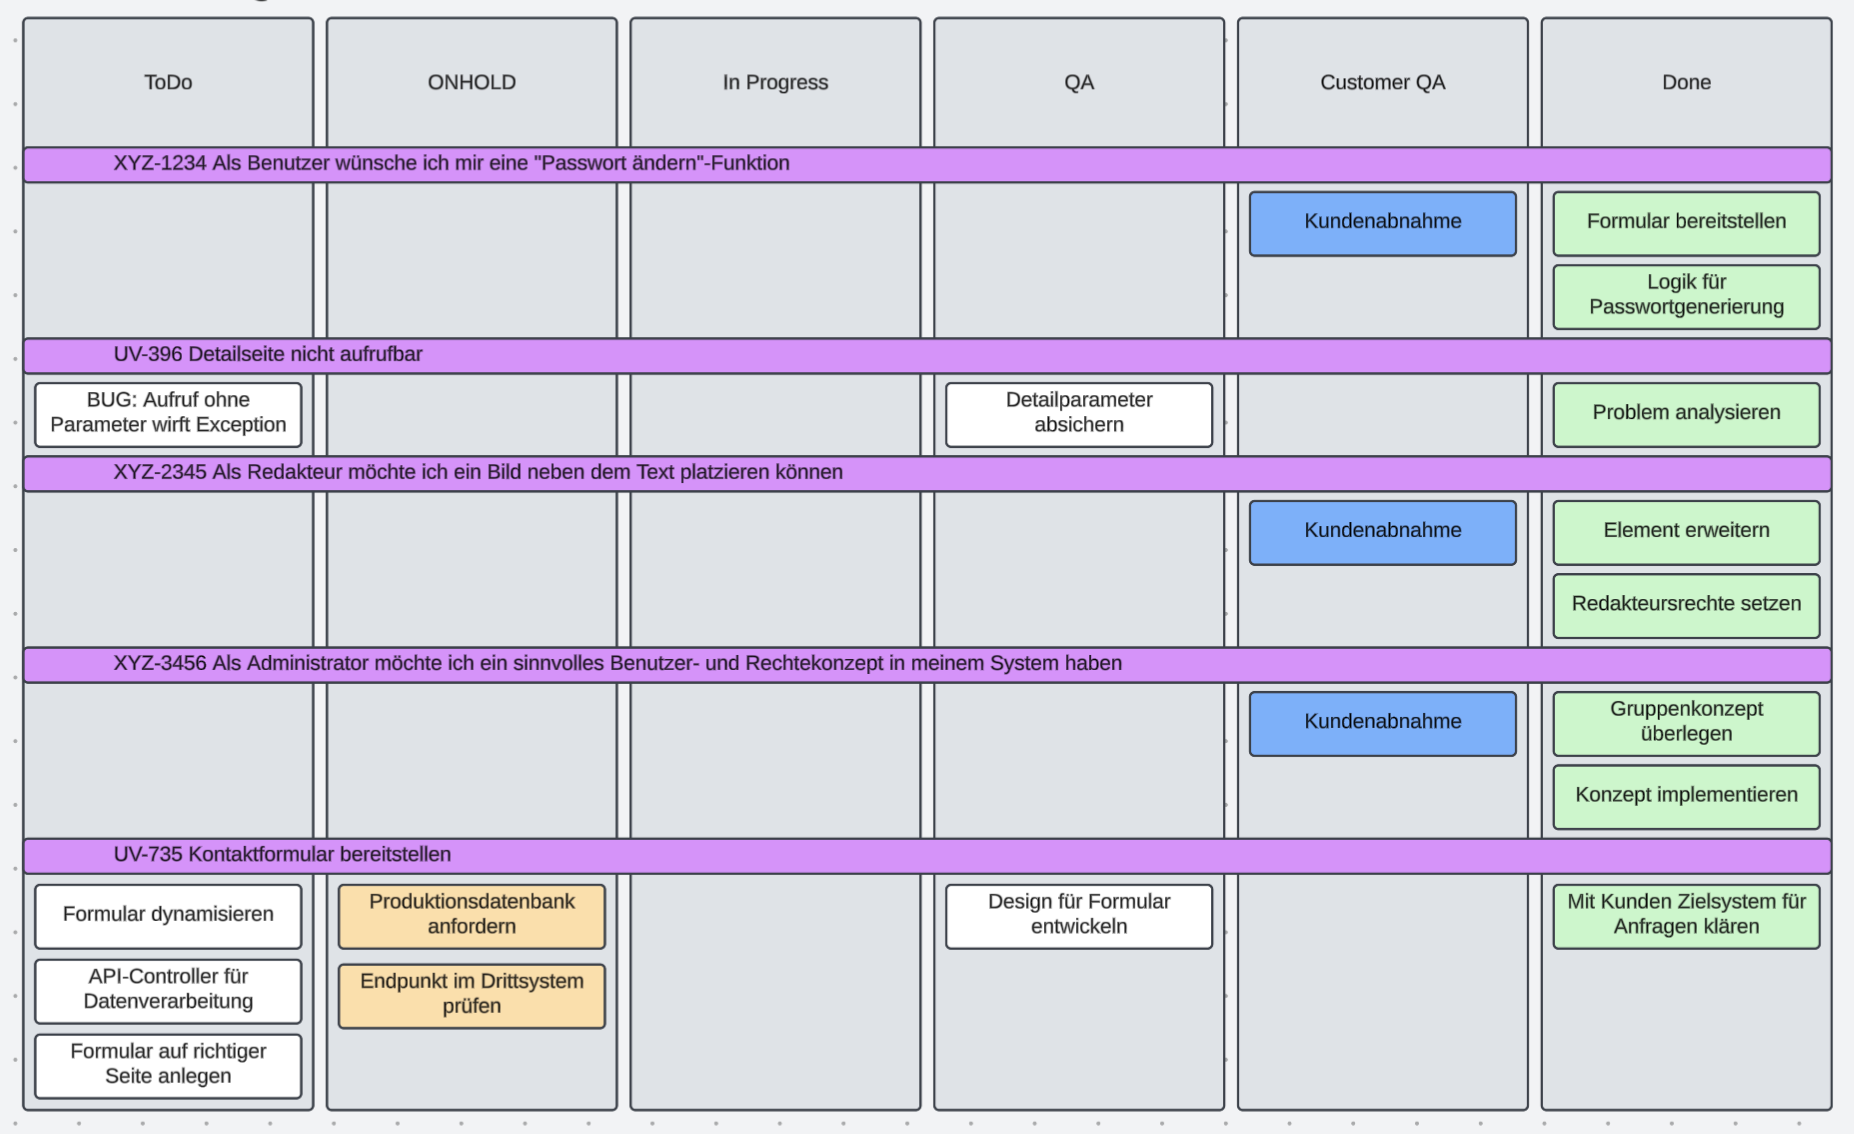 ToDo
ONHOLD
In Progress
QA
Customer QA
Done
XYZ-1234 Als Benutzer wünsche ich mir eine "Passwort ändern"-Funktion
Kundenabnahme
Formular bereitstellen
Logik für
Passwortgenerierung
UV-396 Detailseite nicht aufrufbar
BUG: Aufruf ohne
Parameter wirft Exception
Detailparameter
absichern
Problem analysieren
XYZ-2345 Als Redakteur möchte ich ein Bild neben dem Text platzieren können
Kundenabnahme
Element erweitern
Redakteursrechte setzen
XYZ-3456 Als Administrator möchte ich ein sinnvolles Benutzer- und Rechtekonzept in meinem System haben
Kundenabnahme
Gruppenkonzept
überlegen
Konzept implementieren
UV-735 Kontaktformular bereitstellen
Formular dynamisieren
API-Controller für
Datenverarbeitung
Formular auf richtiger
Seite anlegen
Produktionsdatenbank
anfordern
Endpunkt im Drittsystem
prüfen
Design für Formular
entwickeln
Mit Kunden Zielsystem für
Anfragen klären